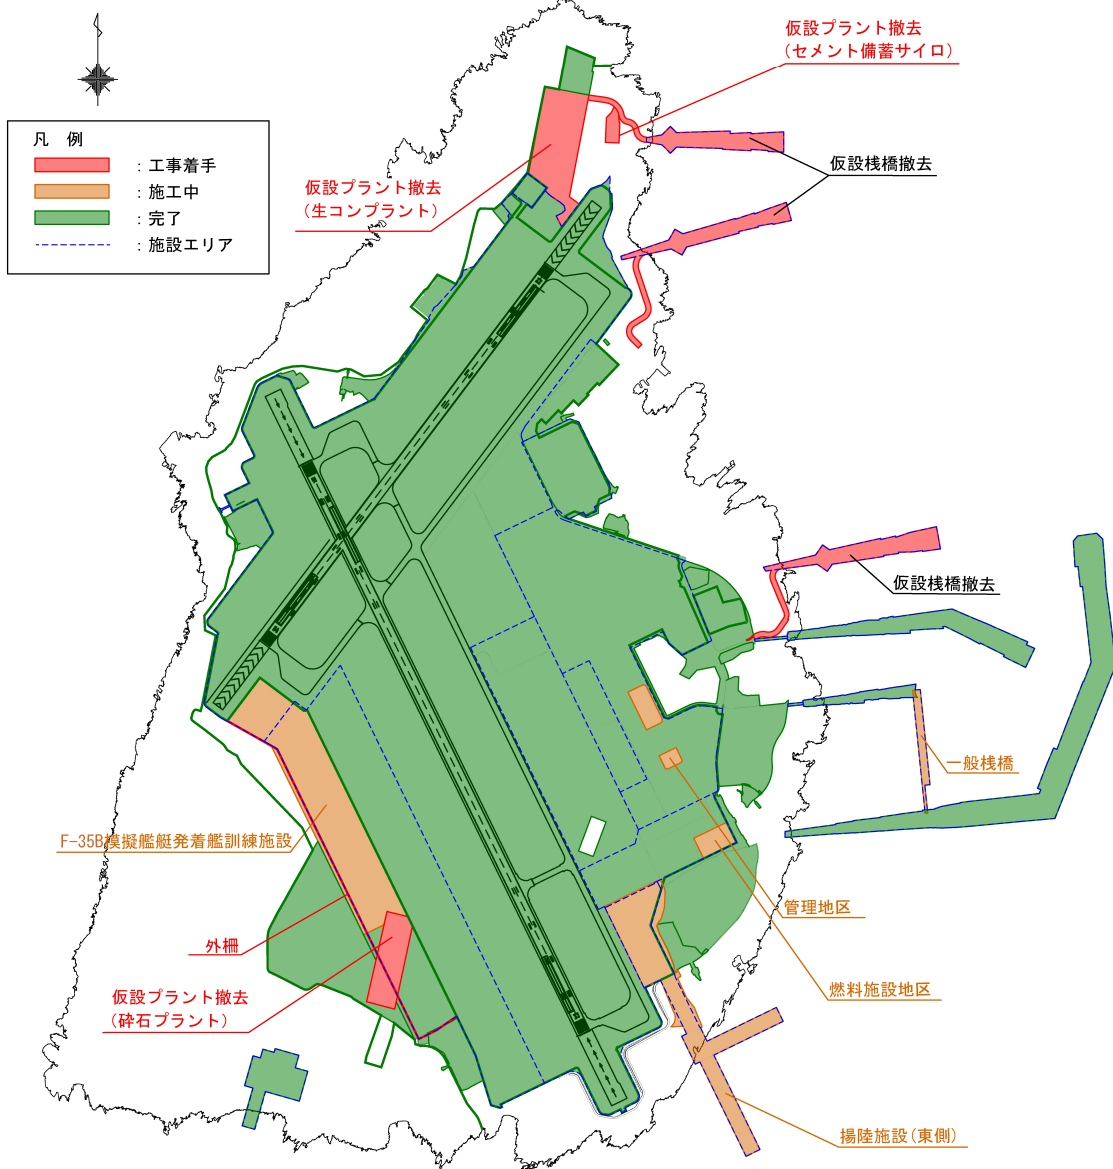 凡 例
：工事着手
：施工中
：完了
：施設エリア
仮設プラント撤去
(セメント備蓄サイロ)
仮設桟橋撤去
仮設プラント撤去
(生コンプラント)
仮設桟橋撤去
一般桟橋
F-35B模擬艦艇発着艦訓練施設
管理地区
外柵
燃料施設地区
仮設プラント撤去
(砕石プラント)
揚陸施設(東側)